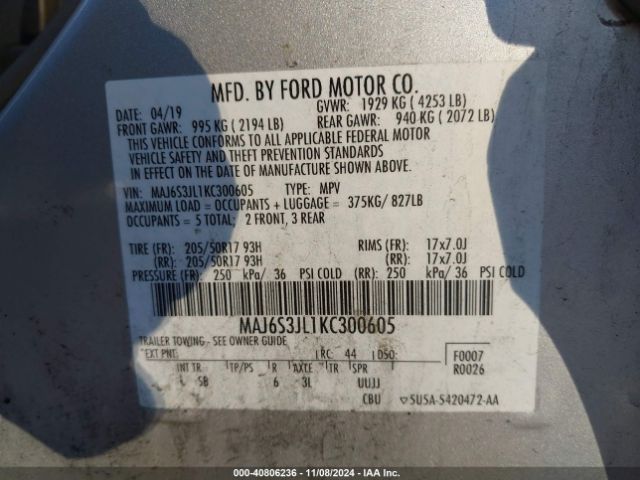 MFD. BY FORD MOTOR CO.
DATE: 04/19 GVWR: 1929 KG ( 4253 LB)
FRONT GAWR: 995 KG ( 2194 LB) REAR GAWR: 940 KG ( 2072 LB)
THIS VEHICLE CONFORMS TO ALL APPLICABLE FEDERAL MOTOR
VEHICLE SAFETY AND THEFT PREVENTION STANDARDS
IN EFFECT ON THE DATE OF MANUFACTURE SHOWN ABOVE.
VIN: MAJ6S3JL1KC300605 TYPE: MPV
MAXIMUM LOAD = OCCUPANTS + LUGGAGE = 375KG/ 827LB
OCCUPANTS = 5 TOTAL; 2 FRONT, 3 REAR
TIRE (FR): 205/50R17 93H RIMS (FR): 17x7.0J
(RR): 205/50R17 93H (RR): 17x7.0J
PRESSURE (FR): 250 kPa/ 36 PSI COLD (RR): 250 kPa/ 36 PSI COLD
MAJ6S3JL1KC300605
TRAILER TOWING - SEE OWNER GUIDE
EXT PNT: RC: 44 DSO: F0007
INT TR TP/PS R AXLE TR SPR R0026
SB 6 3L UUJJ
CBU 5U5A-5420472-AA
000-40806236 - 11/08/2024 - IAA Inc.